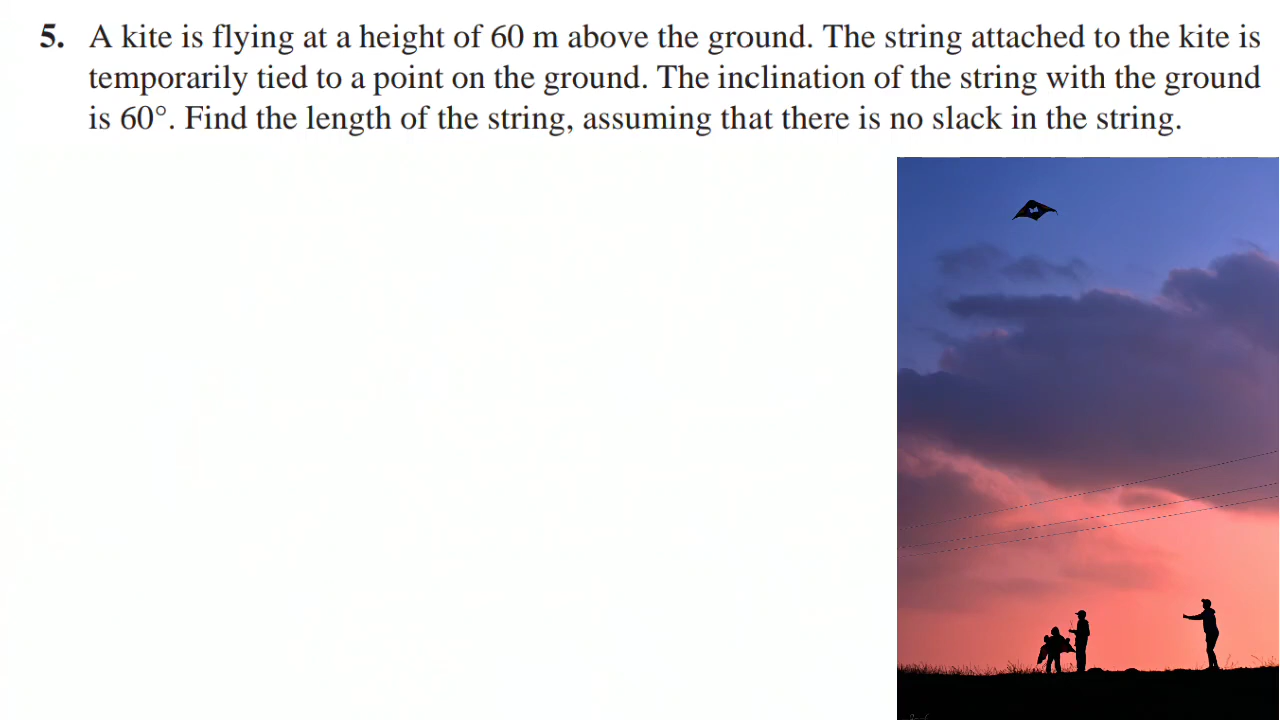 5. A kite is flying at a height of 60 m above the ground. The string attached to the kite is
temporarily tied to a point on the ground. The inclination of the string with the ground
is 60°. Find the length of the string, assuming that there is no slack in the string.